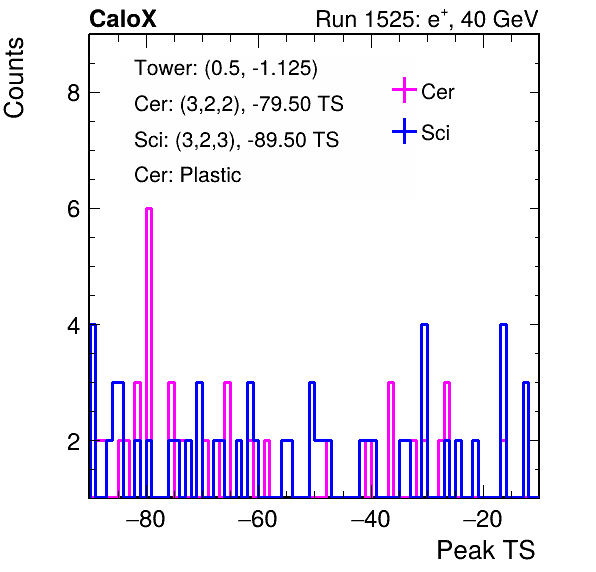 CaloX Run 1525: e⁺, 40 GeV
Counts
Tower: (0.5, -1.125)
Cer: (3,2,2), -79.50 TS
Sci: (3,2,3), -89.50 TS
Cer: Plastic
Cer
Sci
8
6
4
2
−80 −60 −40 −20
Peak TS